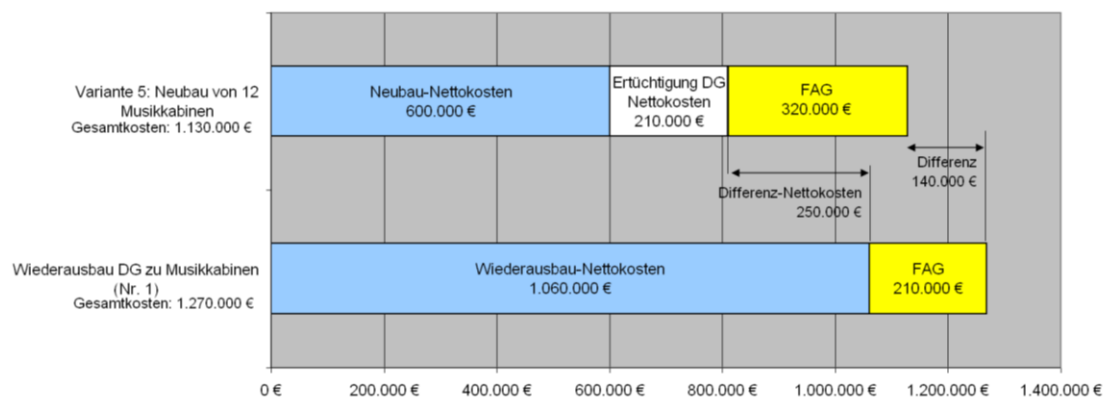 Variante 5: Neubau von 12
Musikkabinen
Gesamtkosten: 1.130.000 €
Neubau-Nettokosten
600.000 €
Ertüchtigung DG
Nettokosten
210.000 €
FAG
320.000 €
Differenz
140.000 €
Differenz-Nettokosten
250.000 €
Wiederausbau DG zu Musikkabinen
(Nr. 1)
Gesamtkosten: 1.270.000 €
Wiederausbau-Nettokosten
1.060.000 €
FAG
210.000 €
0 €
200.000 €
400.000 €
600.000 €
800.000 €
1.000.000 €
1.200.000 €
1.400.000 €